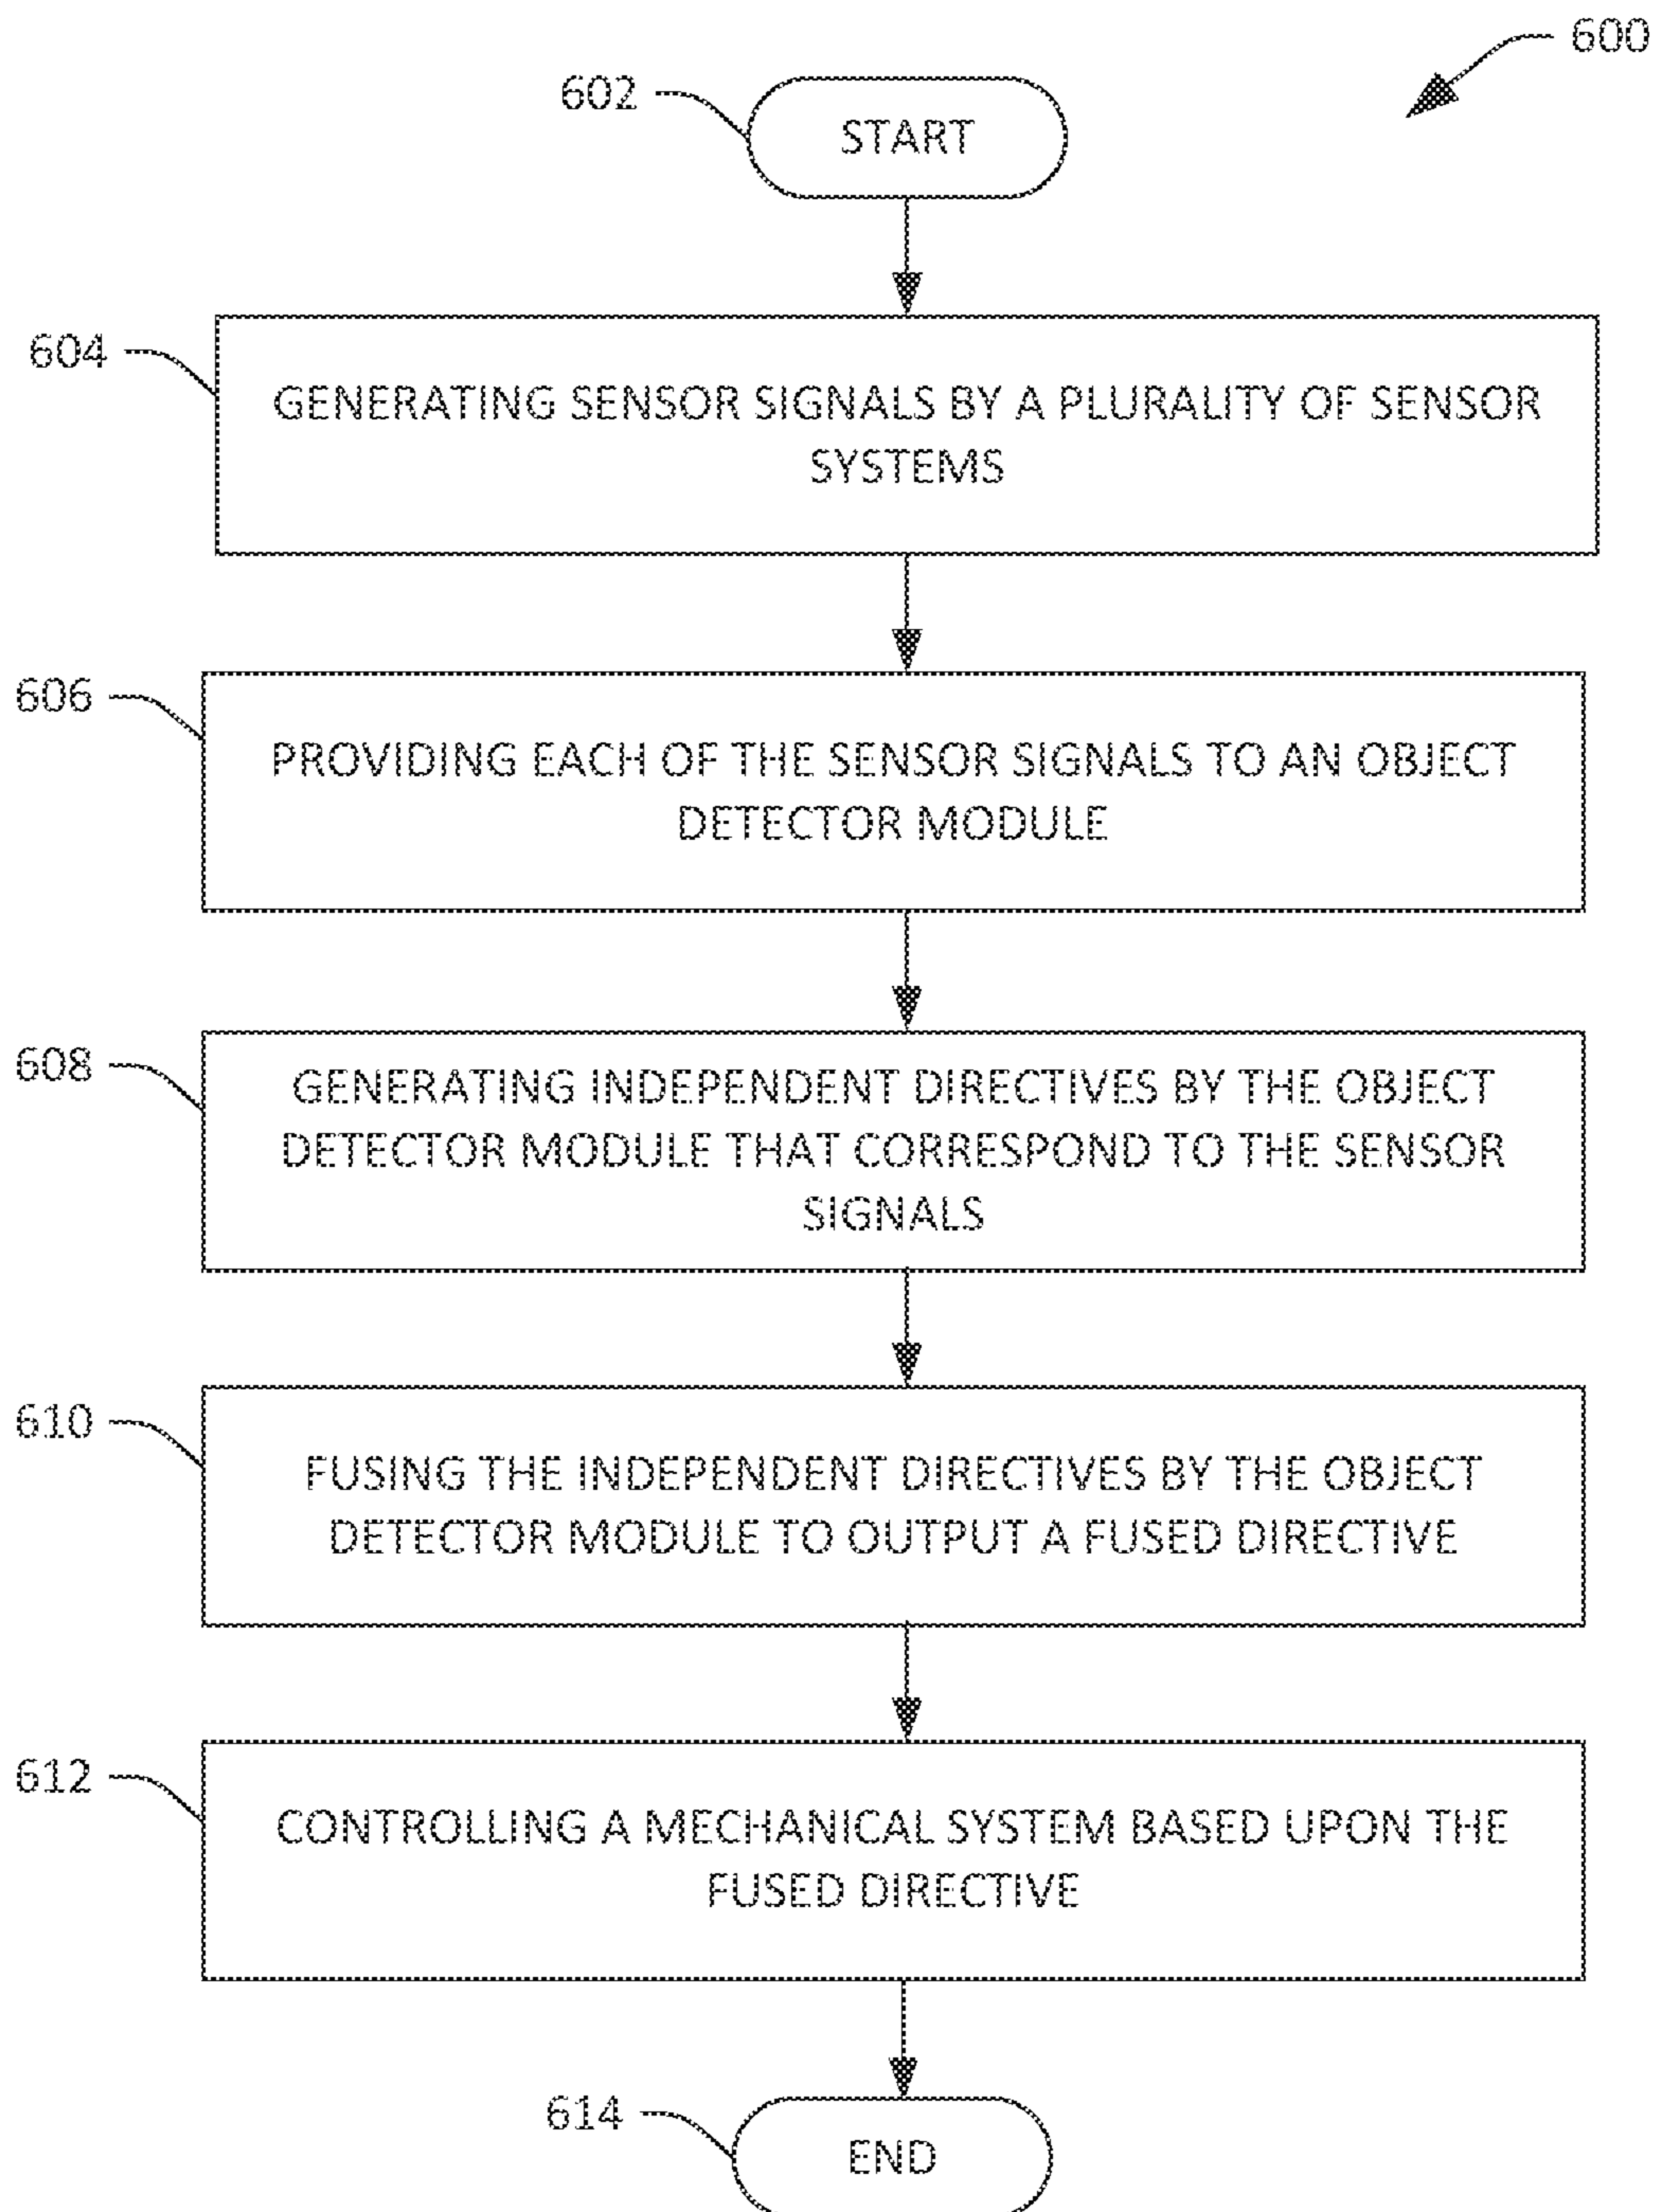 600
602
START
604
GENERATING SENSOR SIGNALS BY A PLURALITY OF SENSOR
SYSTEMS
606
PROVIDING EACH OF THE SENSOR SIGNALS TO AN OBJECT
DETECTOR MODULE
608
GENERATING INDEPENDENT DIRECTIVES BY THE OBJECT
DETECTOR MODULE THAT CORRESPOND TO THE SENSOR
SIGNALS
610
FUSING THE INDEPENDENT DIRECTIVES BY THE OBJECT
DETECTOR MODULE TO OUTPUT A FUSED DIRECTIVE
612
CONTROLLING A MECHANICAL SYSTEM BASED UPON THE
FUSED DIRECTIVE
614
END